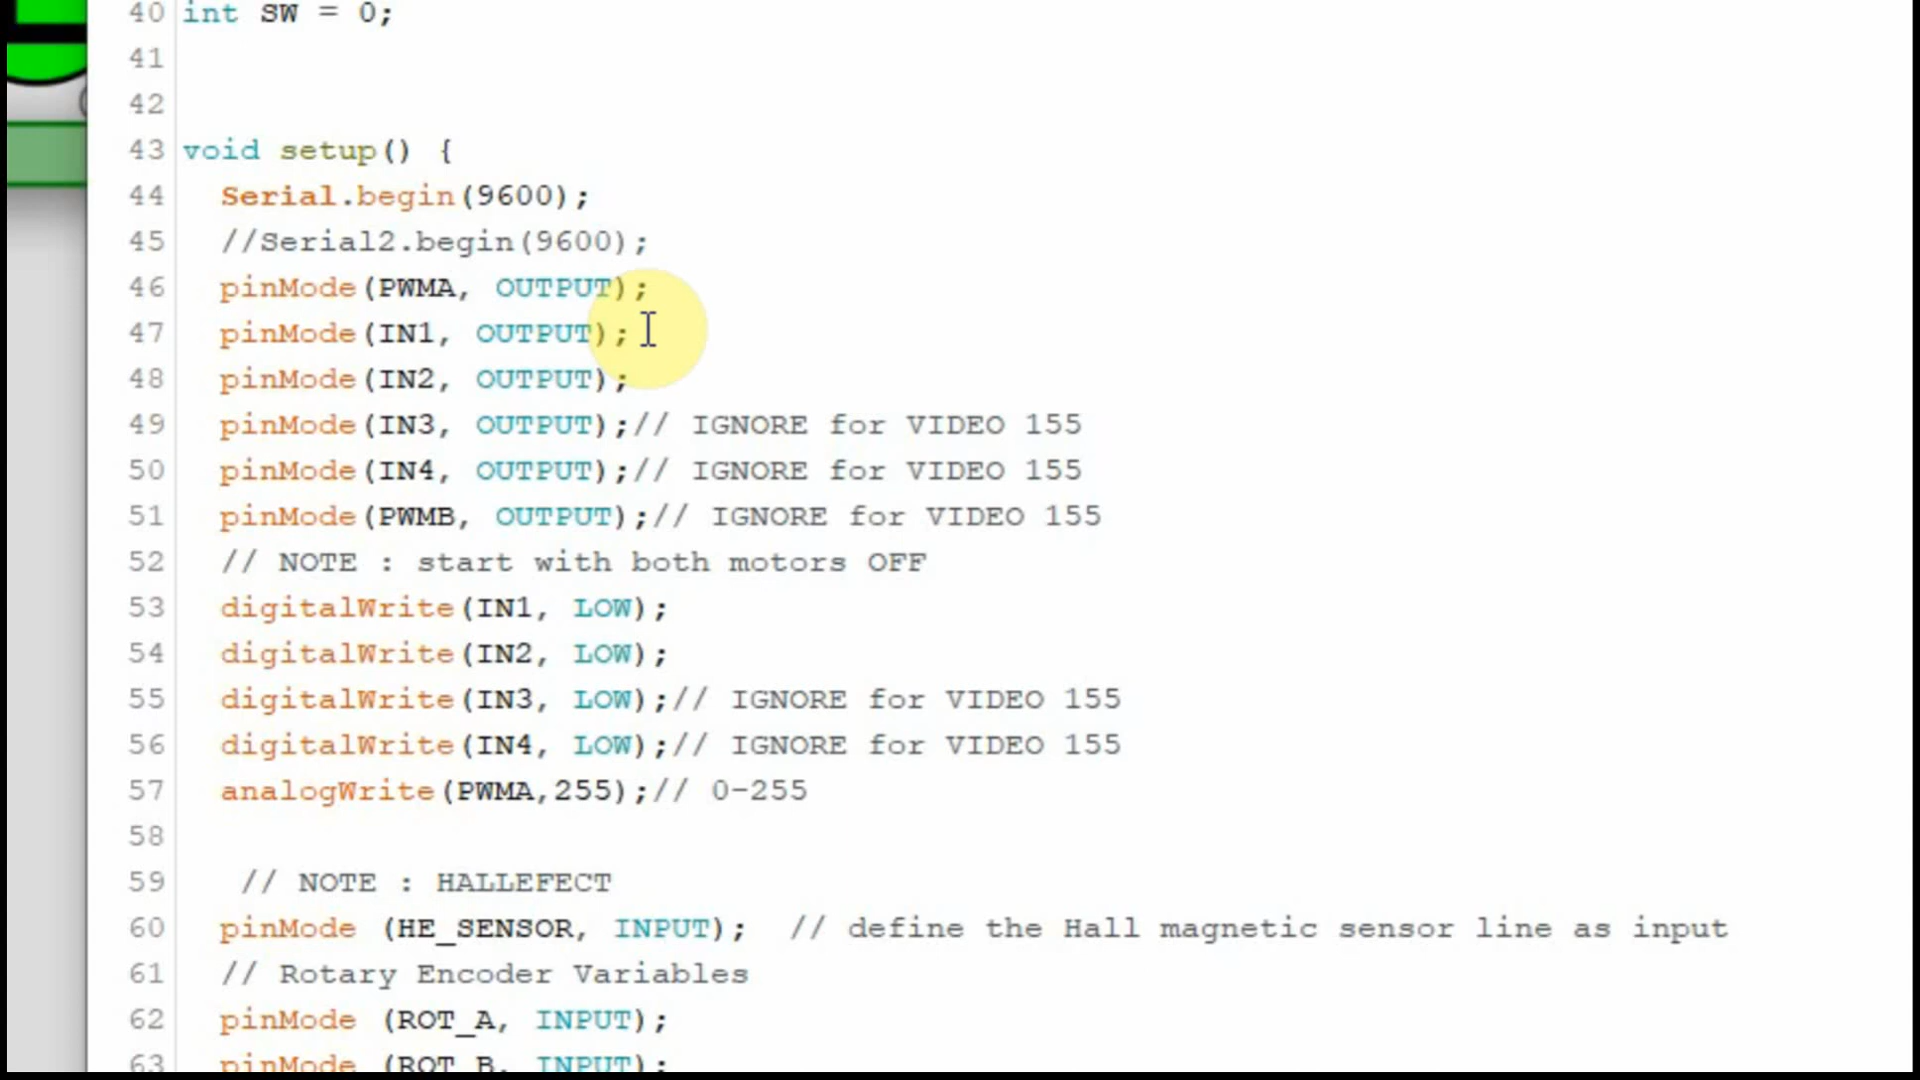 40 int SW = 0;
41
42
43 void setup() {
44 Serial.begin(9600);
45 //Serial2.begin(9600);
46 pinMode(PWMA, OUTPUT);
47 pinMode(IN1, OUTPUT);
48 pinMode(IN2, OUTPUT);
49 pinMode(IN3, OUTPUT);// IGNORE for VIDEO 155
50 pinMode(IN4, OUTPUT);// IGNORE for VIDEO 155
51 pinMode(PWMB, OUTPUT);// IGNORE for VIDEO 155
52 // NOTE : start with both motors OFF
53 digitalWrite(IN1, LOW);
54 digitalWrite(IN2, LOW);
55 digitalWrite(IN3, LOW);// IGNORE for VIDEO 155
56 digitalWrite(IN4, LOW);// IGNORE for VIDEO 155
57 analogWrite(PWMA,255);// 0-255
58
59 // NOTE : HALLEFECT
60 pinMode (HE_SENSOR, INPUT); // define the Hall magnetic sensor line as input
61 // Rotary Encoder Variables
62 pinMode (ROT_A, INPUT);
63 pinMode (ROT_B, INPUT);